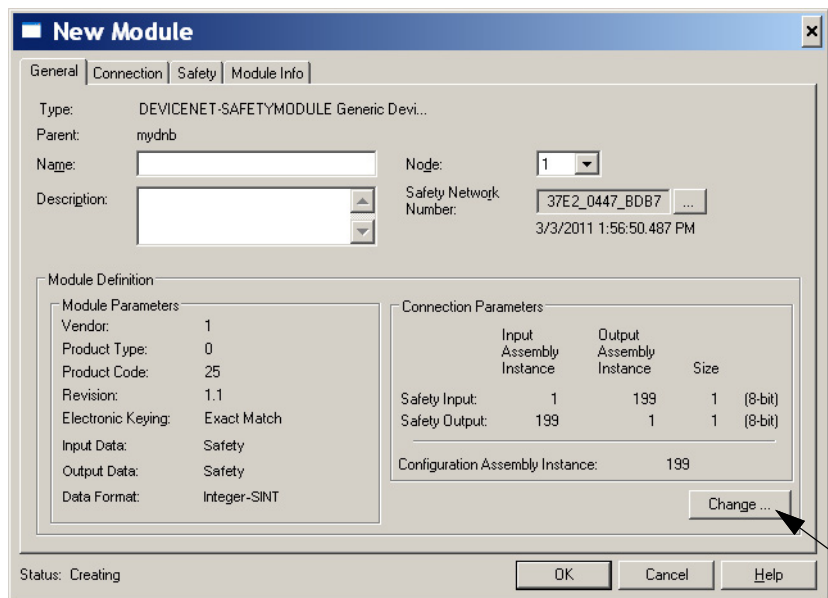 New Module
General Connection Safety Module Info
Type: DEVICENET-SAFETYMODULE Generic Devi...
Parent: mydnb
Name: Node: 1
Description: Safety Network Number: 37E2_0447_BDB7 ...
3/3/2011 1:56:50.487 PM
Module Definition
Module Parameters
Vendor: 1
Product Type: 0
Product Code: 25
Revision: 1.1
Electronic Keying: Exact Match
Input Data: Safety
Output Data: Safety
Data Format: Integer-SINT
Connection Parameters
Input Assembly Instance Output Assembly Instance Size
Safety Input: 1 199 1 (8-bit)
Safety Output: 199 1 1 (8-bit)
Configuration Assembly Instance: 199
Change ...
Status: Creating OK Cancel Help